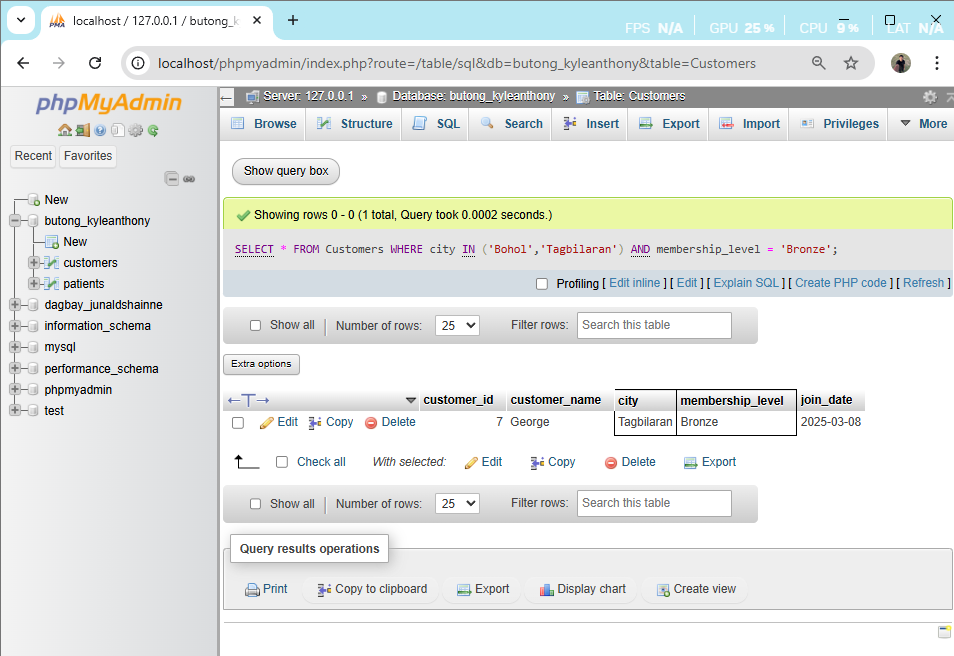 localhost / 127.0.0.1 / butong_k
FPS N/A GPU 25 % CPU 9 % LAT N/A
localhost/phpmyadmin/index.php?route=/table/sql&db=butong_kyleanthony&table=Customers
phpMyAdmin
Recent Favorites
New
butong_kyleanthony
New
customers
patients
dagbay_junaldshainne
information_schema
mysql
performance_schema
phpmyadmin
test
Server: 127.0.0.1 » Database: butong_kyleanthony » Table: Customers
Browse Structure SQL Search Insert Export Import Privileges More
Show query box
Showing rows 0 - 0 (1 total, Query took 0.0002 seconds.)
SELECT * FROM Customers WHERE city IN ('Bohol','Tagbilaran') AND membership_level = 'Bronze';
Profiling [ Edit inline ] [ Edit ] [ Explain SQL ] [ Create PHP code ] [ Refresh ]
Show all Number of rows: 25 Filter rows: Search this table
Extra options
customer_id customer_name city membership_level join_date
Edit Copy Delete 7 George Tagbilaran Bronze 2025-03-08
Check all With selected: Edit Copy Delete Export
Show all Number of rows: 25 Filter rows: Search this table
Query results operations
Print Copy to clipboard Export Display chart Create view